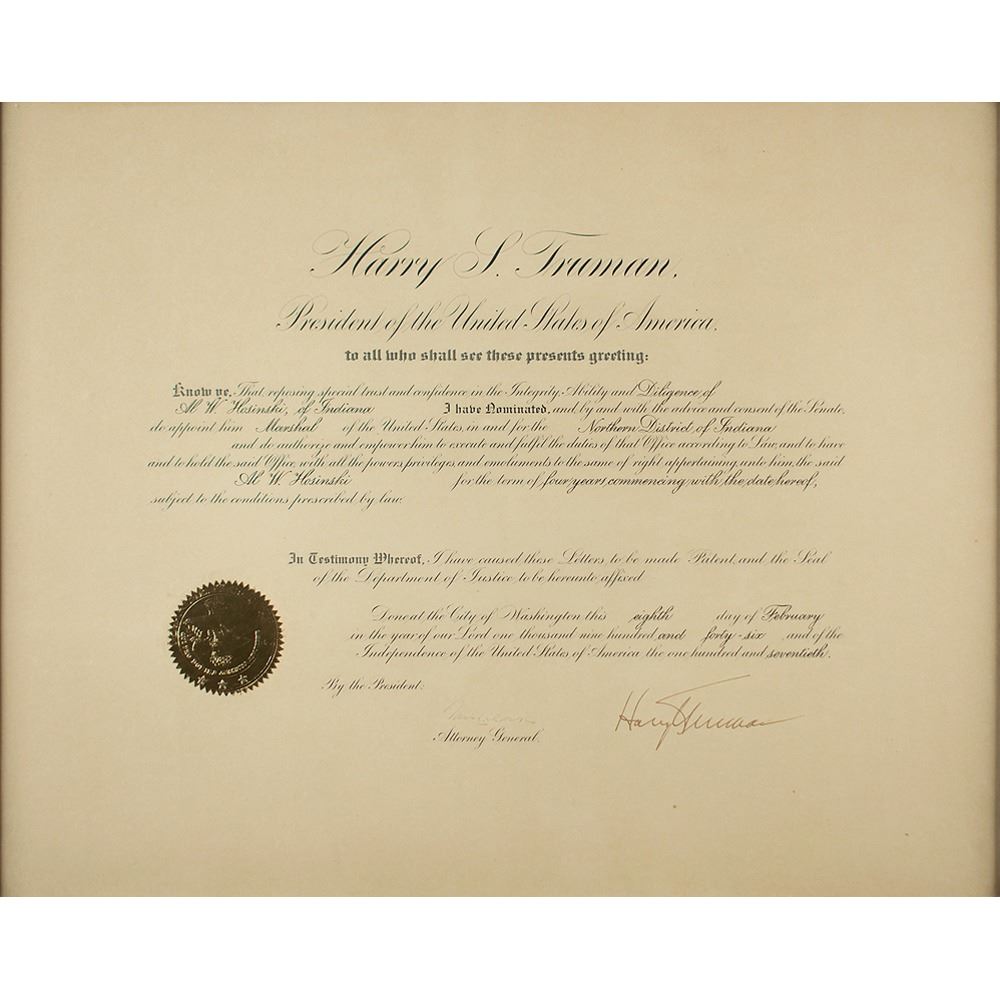 Harry S. Truman,
President of the United States of America,
to all who shall see these presents greeting:
Know ye, That reposing special trust and confidence in the Integrity, Ability and Diligence of
Al W. Hosinski, of Indiana I have Nominated, and, by and with the advice and consent of the Senate,
do appoint him Marshal of the United States, in and for the Northern District of Indiana
and do authorize and empower him to execute and fulfil the duties of that Office according to Law, and to have
and to hold the said Office, with all the powers, privileges and emoluments to the same of right appertaining, unto him, the said
Al W. Hosinski for the term of four years, commencing with the date hereof,
subject to the conditions prescribed by law.
In Testimony Whereof, I have caused these Letters to be made Patent, and the Seal
of the Department of Justice, to be hereunto affixed
Done at the City of Washington this eighth day of February
in the year of our Lord one thousand nine hundred and forty-six and of the
Independence of the United States of America the one hundred and seventieth.
By the President:
Harry S Truman
Attorney General.